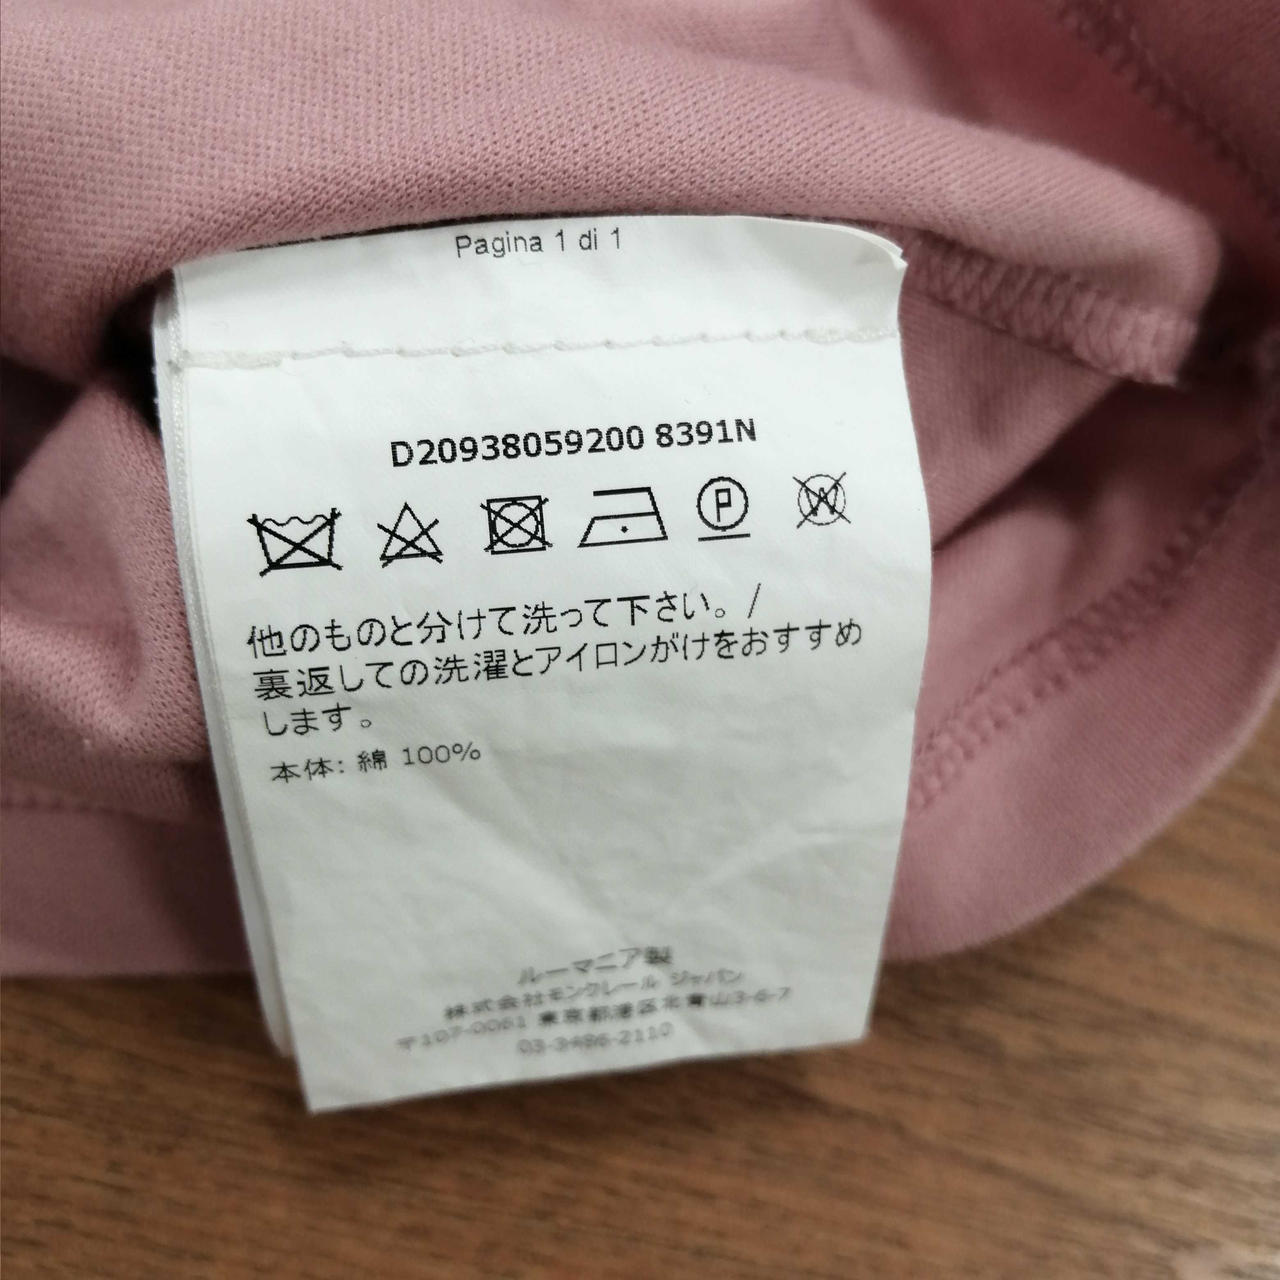 Pagina 1 di 1
D20938059200 8391N
P
W
他のものと分けて洗って下さい。/
裏返しての洗濯とアイロンがけをおすすめ
します。
本体: 綿 100%
ルーマニア製
株式会社モンクレール ジャパン
〒107-0061 東京都港区北青山3-6-7
03-3486-2110